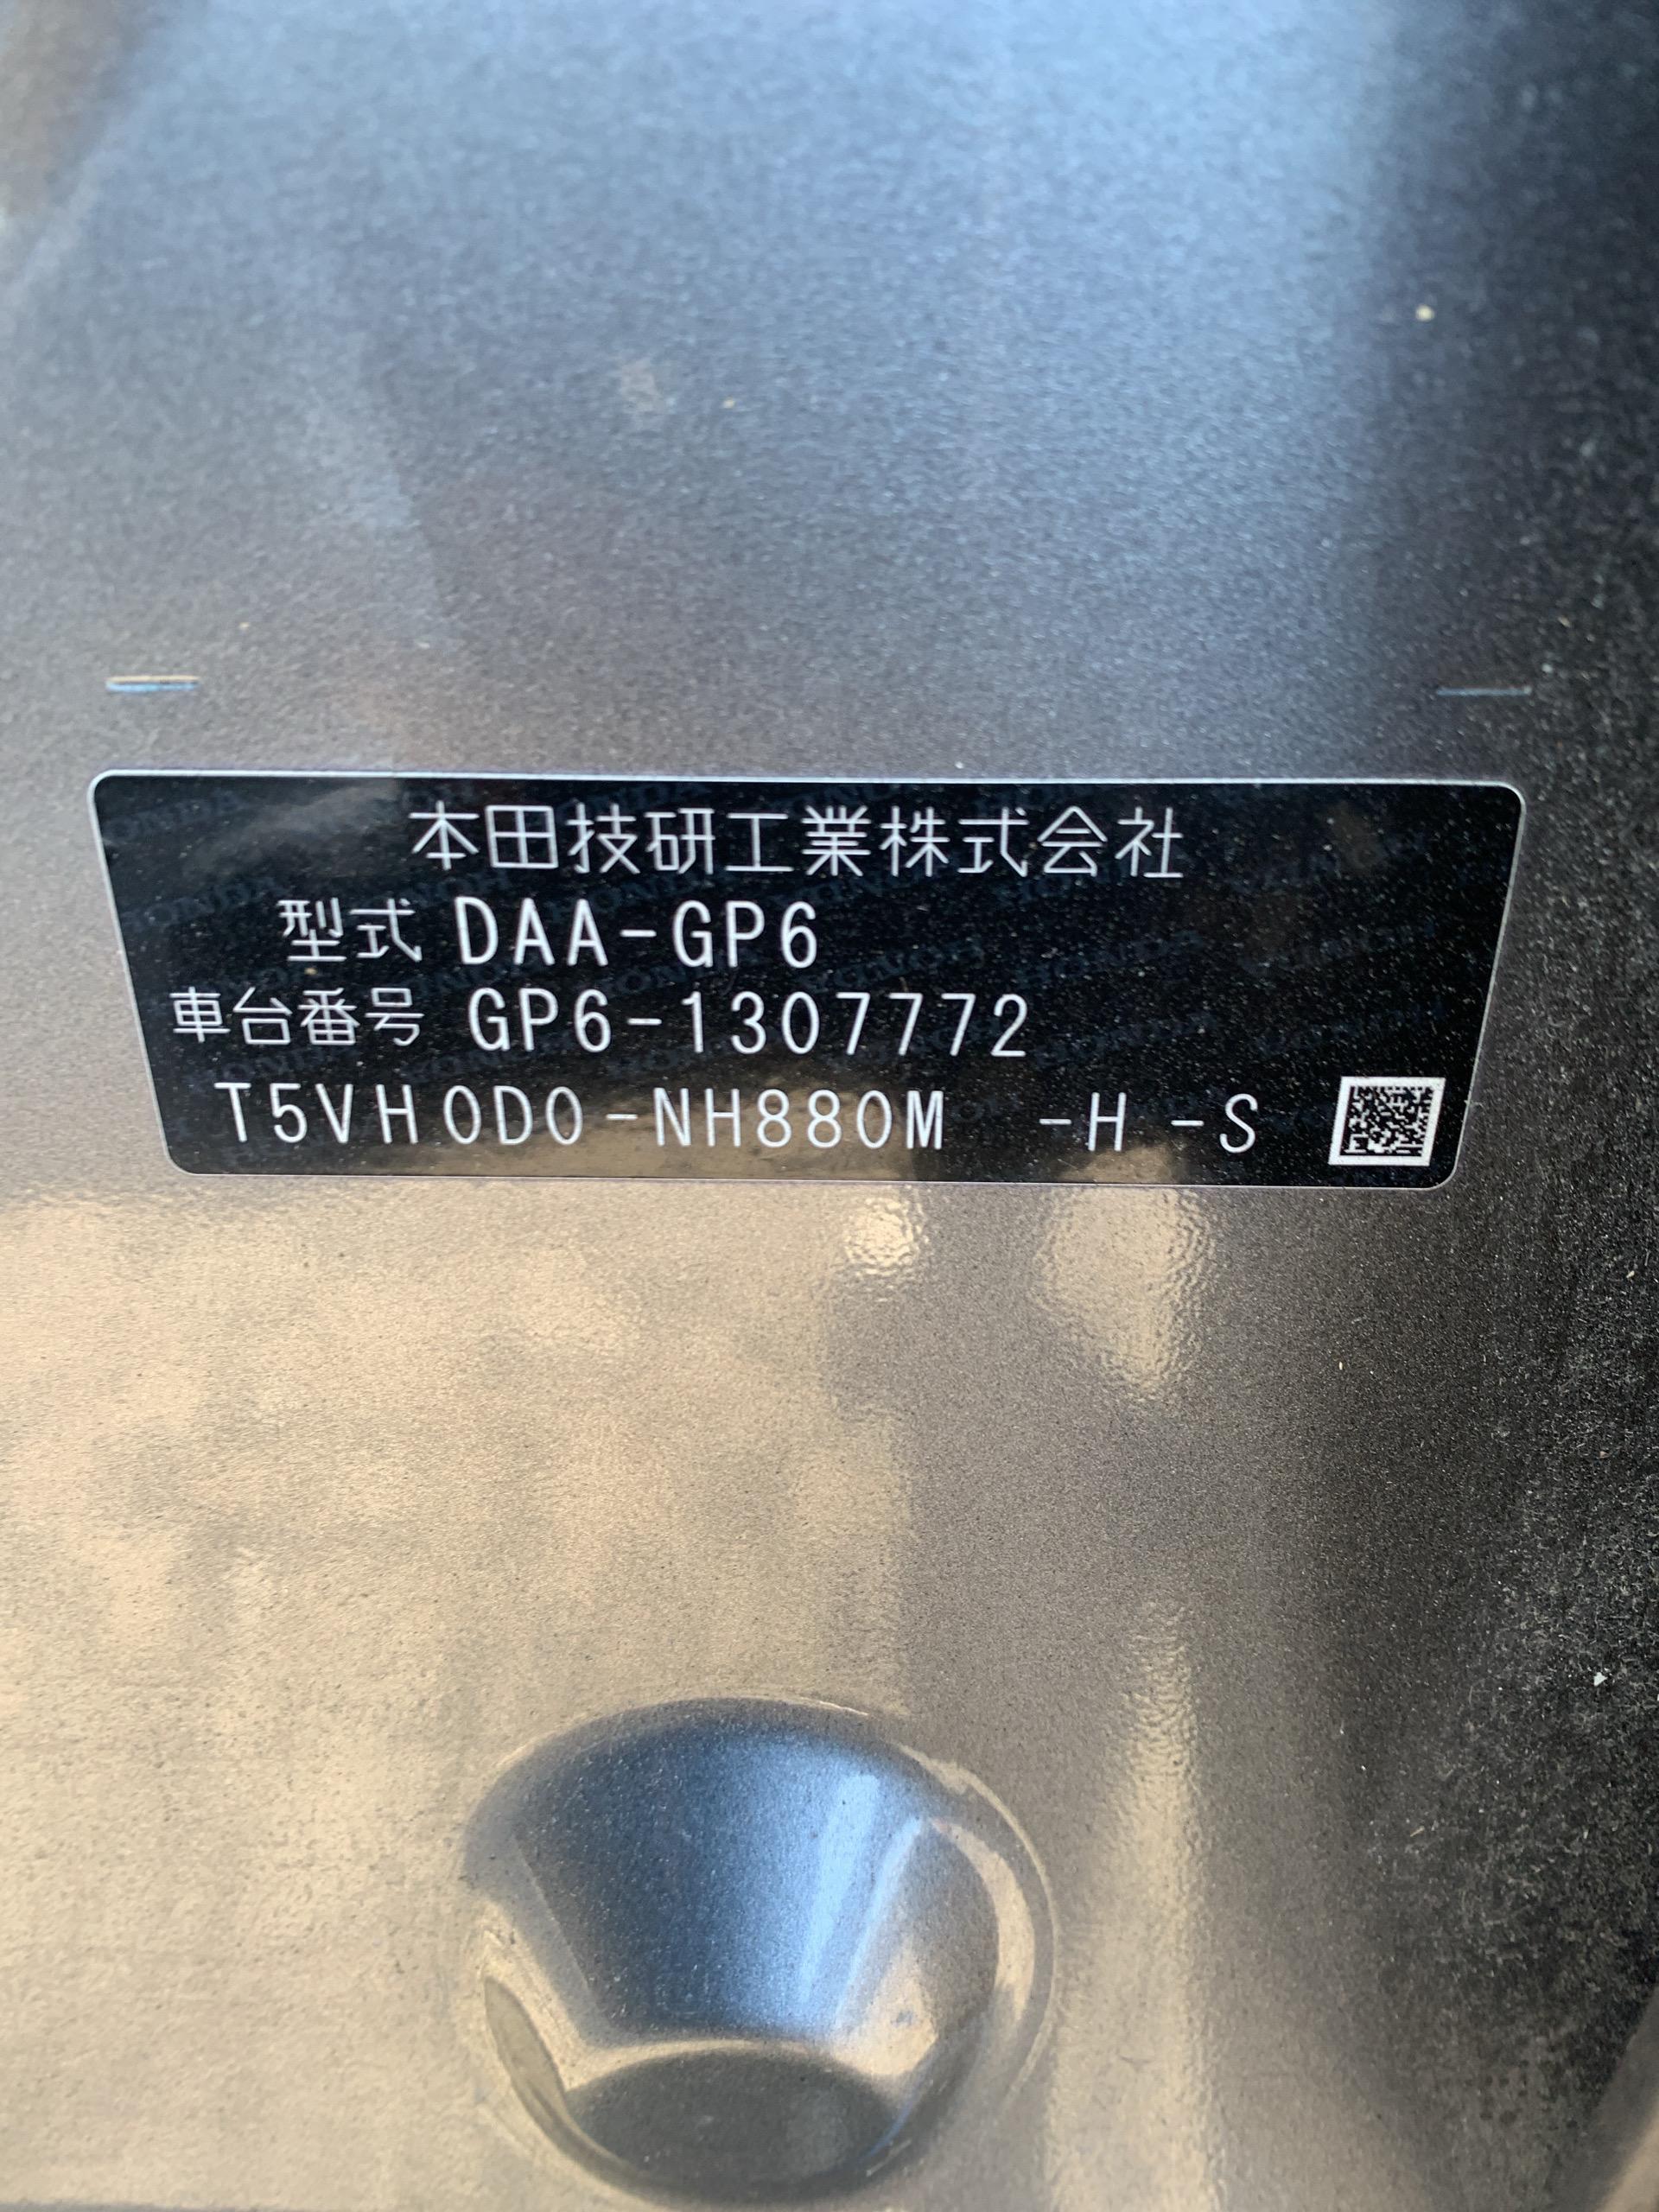 本田技研工業株式会社
型式 DAA-GP6
車台番号 GP6-1307772
T5VH0D0-NH880M -H -S